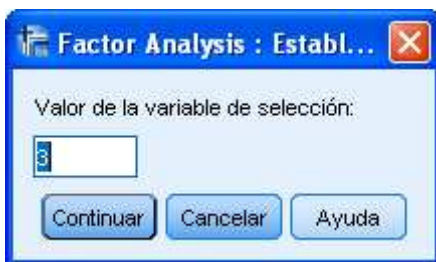 Factor Analysis : Establ...
Valor de la variable de selección:
3
Continuar Cancelar Ayuda